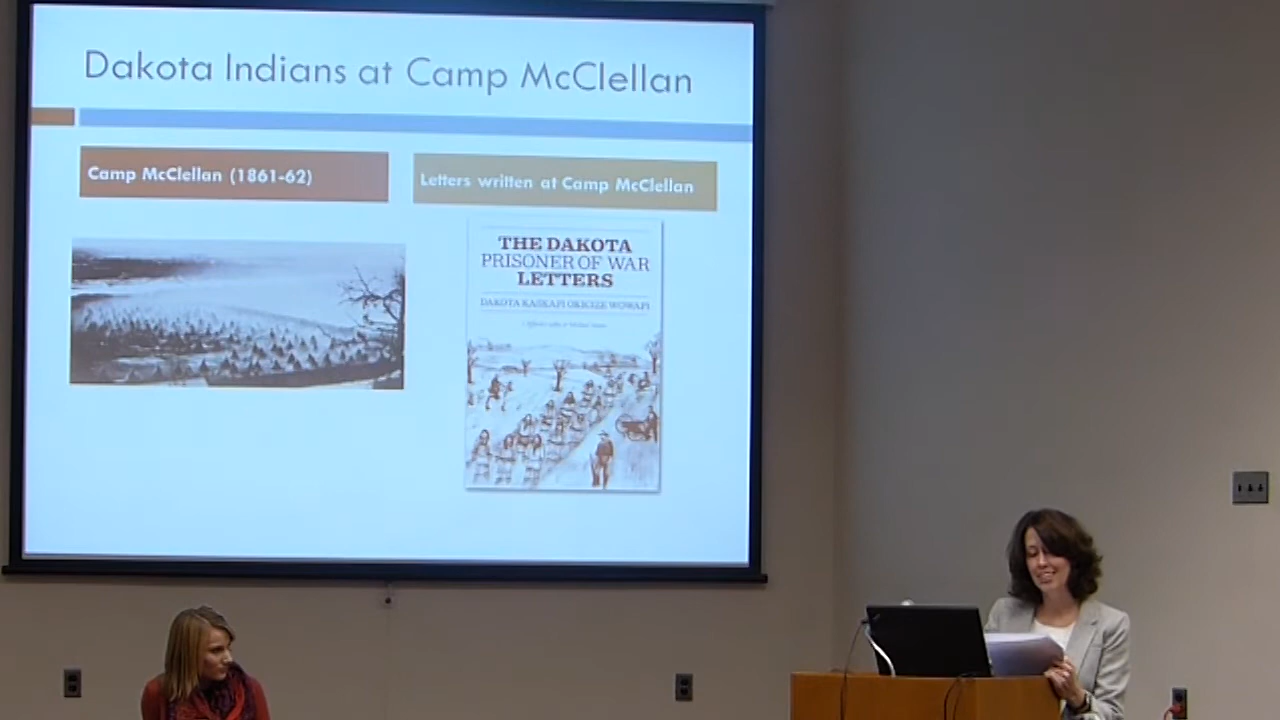 Dakota Indians at Camp McClellan
Camp McClellan (1861-62)
Letters written at Camp McClellan
THE DAKOTA
PRISONER OF WAR
LETTERS
DAKOTA KASKAPI OKICIZE WOWAPI